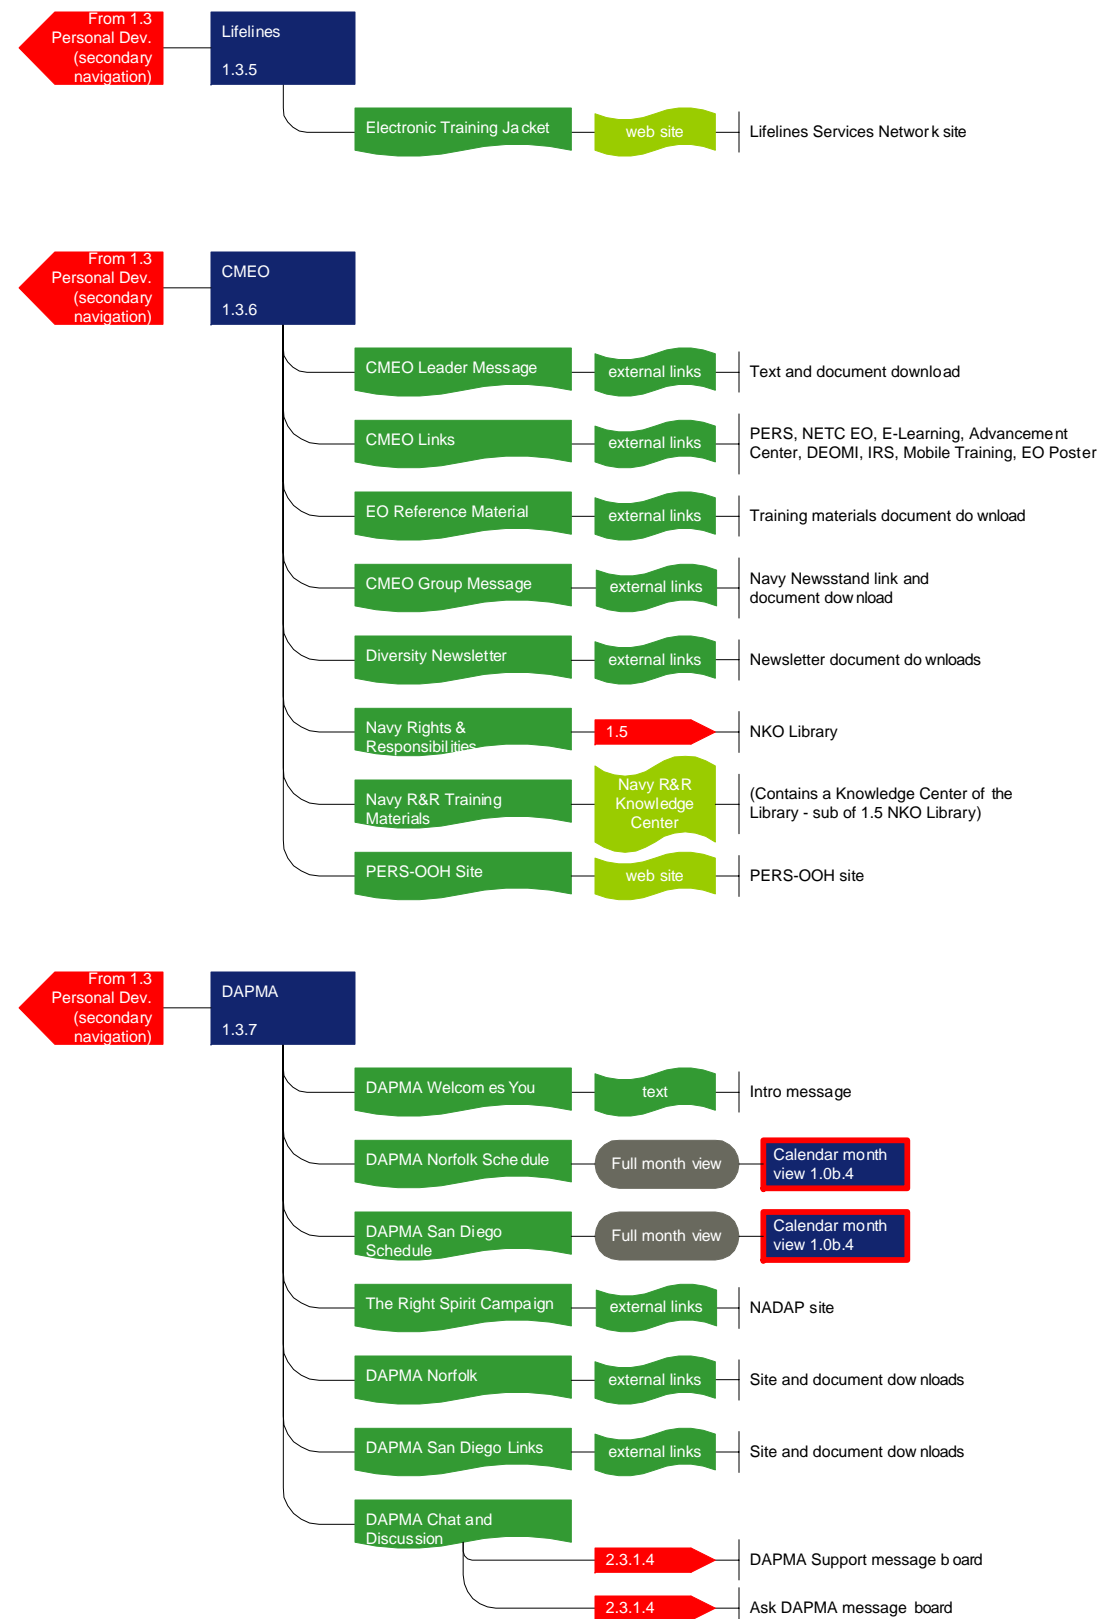 From 1.3
Personal Dev.
(secondary
navigation)
Lifelines
1.3.5
Electronic Training Jacket
web site
Lifelines Services Network site
From 1.3
Personal Dev.
(secondary
navigation)
CMEO
1.3.6
CMEO Leader Message
external links
Text and document download
CMEO Links
external links
PERS, NETC EO, E-Learning, Advancement
Center, DEOMI, IRS, Mobile Training, EO Poster
EO Reference Material
external links
Training materials document download
CMEO Group Message
external links
Navy Newsstand link and
document download
Diversity Newsletter
external links
Newsletter document downloads
Navy Rights &
Responsibilities
1.5
NKO Library
Navy R&R Training
Materials
Navy R&R
Knowledge
Center
(Contains a Knowledge Center of the
Library - sub of 1.5 NKO Library)
PERS-OOH Site
web site
PERS-OOH site
From 1.3
Personal Dev.
(secondary
navigation)
DAPMA
1.3.7
DAPMA Welcomes You
text
Intro message
DAPMA Norfolk Schedule
Full month view
Calendar month
view 1.0b.4
DAPMA San Diego
Schedule
Full month view
Calendar month
view 1.0b.4
The Right Spirit Campaign
external links
NADAP site
DAPMA Norfolk
external links
Site and document downloads
DAPMA San Diego Links
external links
Site and document downloads
DAPMA Chat and
Discussion
2.3.1.4
DAPMA Support message board
2.3.1.4
Ask DAPMA message board